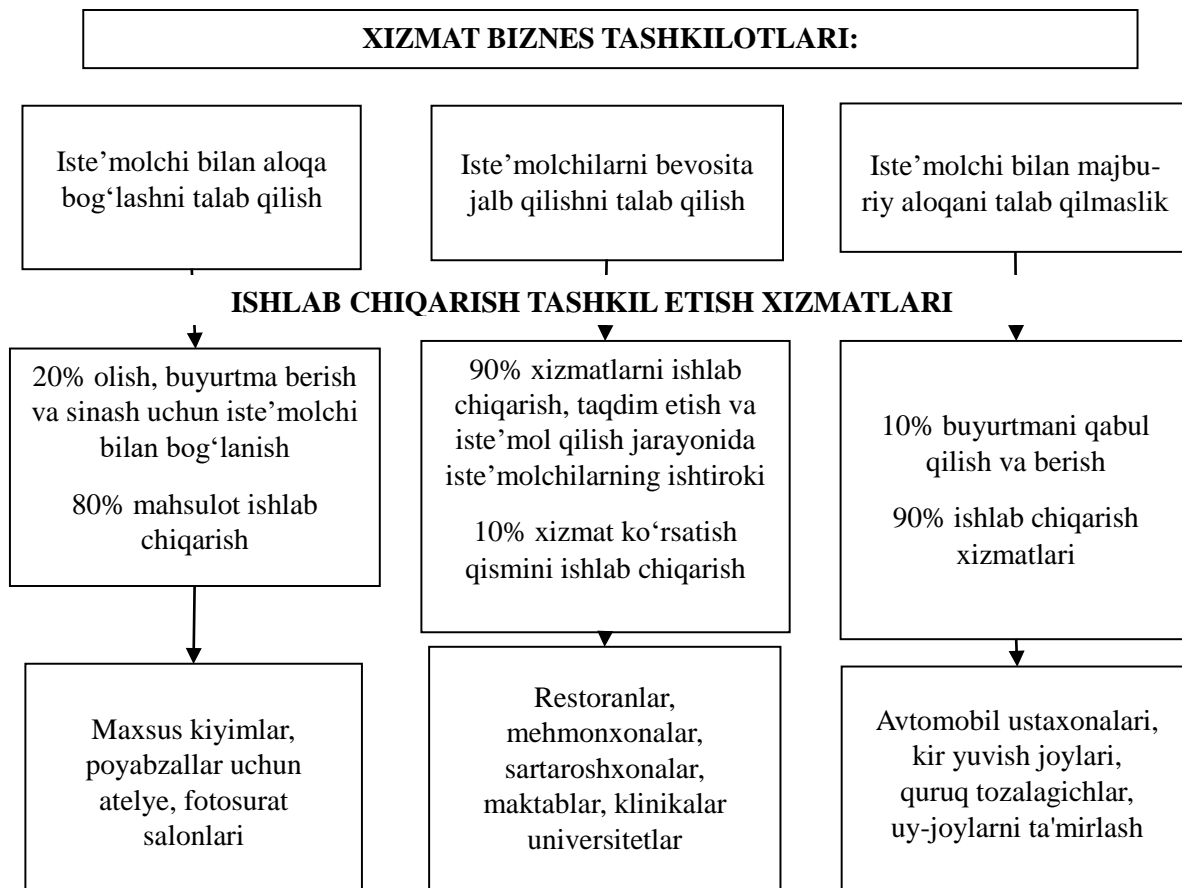 XIZMAT BIZNES TASHKILOTLARI:
Iste’molchi bilan aloqa
bog‘lashni talab qilish
Iste’molchilarni bevosita
jalb qilishni talab qilish
Iste’molchi bilan majbu-
riy aloqani talab qilmaslik
ISHLAB CHIQARISH TASHKIL ETISH XIZMATLARI
20% olish, buyurtma berish
va sinash uchun iste’molchi
bilan bog‘lanish
80% mahsulot ishlab
chiqarish
90% xizmatlarni ishlab
chiqarish, taqdim etish va
iste’mol qilish jarayonida
iste’molchilarning ishtiroki
10% xizmat ko‘rsatish
qismini ishlab chiqarish
10% buyurtmani qabul
qilish va berish
90% ishlab chiqarish
xizmatlari
Maxsus kiyimlar,
poyabzallar uchun
atelye, fotosurat
salonlari
Restoranlar,
mehmonxonalar,
sartaroshxonalar,
maktablar, klinikalar
universitetlar
Avtomobil ustaxonalari,
kir yuvish joylari,
quruq tozalagichlar,
uy-joylarni ta'mirlash